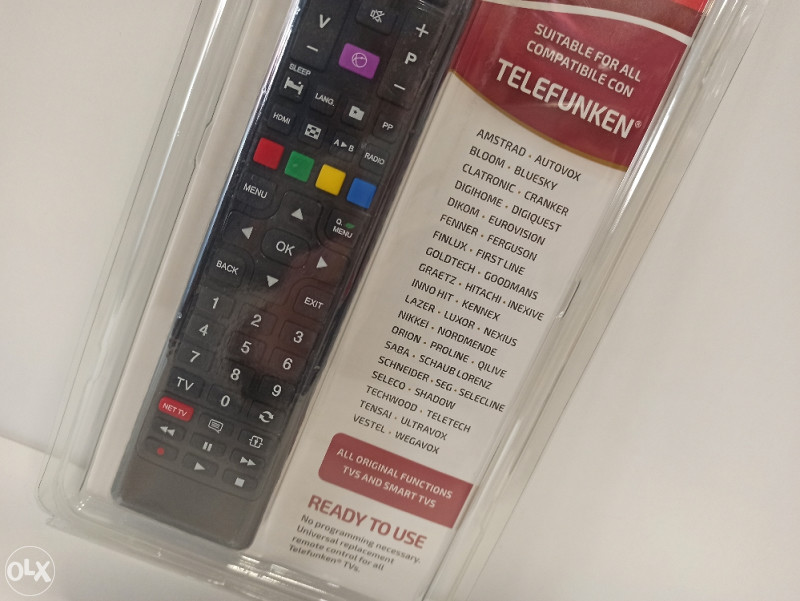 V
+
P
SLEEP
LANG.
HDMI
PP
A▶B
RADIO
MENU
Q.
MENU
OK
BACK
EXIT
1 2 3
4 5 6
7 8 9
TV 0
NET TV
SUITABLE FOR ALL
COMPATIBILE CON
TELEFUNKEN®
AMSTRAD · AUTOVOX
BLOOM · BLUESKY
CLATRONIC · CRANKER
DIGIHOME · DIGIQUEST
DIKOM · EUROVISION
FENNER · FERGUSON
FINLUX · FIRST LINE
GOLDTECH · GOODMANS
GRAETZ · HITACHI · INEXIVE
INNO HIT · KENNEX
LAZER · LUXOR · NEXIUS
NIKKEI · NORDMENDE
ORION · PROLINE · QILIVE
SABA · SCHAUB LORENZ
SCHNEIDER · SEG · SELECLINE
SELECO · SHADOW
TECHWOOD · TELETECH
TENSAI · ULTRAVOX
VESTEL · WEGAVOX
ALL ORIGINAL FUNCTIONS
TVS AND SMART TVS
READY TO USE
No programming necessary.
Universal replacement
remote control for all
Telefunken® TVs.
OLX